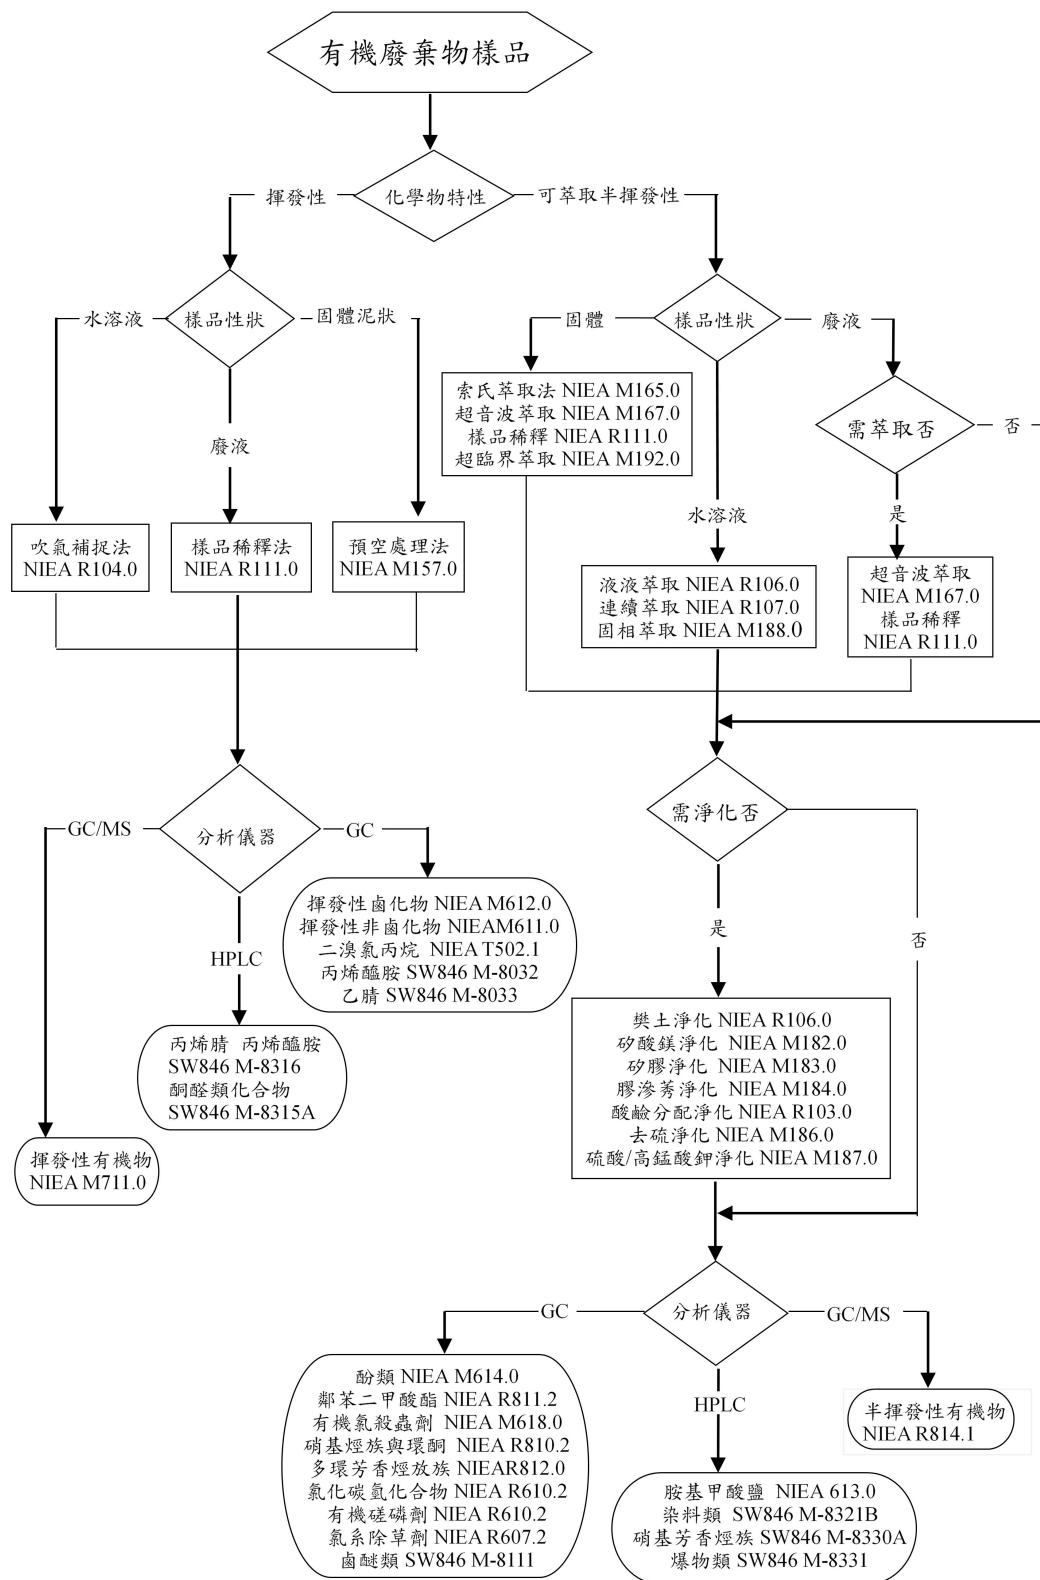 有機廢棄物樣品
化學物特性
揮發性
可萃取半揮發性
樣品性狀
水溶液
固體泥狀
廢液
吹氣補捉法
NIEA R104.0
樣品稀釋法
NIEA R111.0
預空處理法
NIEA M157.0
分析儀器
GC/MS
GC
HPLC
揮發性鹵化物 NIEA M612.0
揮發性非鹵化物 NIEAM611.0
二溴氯丙烷 NIEA T502.1
丙烯醯胺 SW846 M-8032
乙腈 SW846 M-8033
丙烯腈 丙烯醯胺
SW846 M-8316
酮醛類化合物
SW846 M-8315A
揮發性有機物
NIEA M711.0
樣品性狀
固體
廢液
水溶液
索氏萃取法 NIEA M165.0
超音波萃取 NIEA M167.0
樣品稀釋 NIEA R111.0
超臨界萃取 NIEA M192.0
需萃取否
否
是
液液萃取 NIEA R106.0
連續萃取 NIEA R107.0
固相萃取 NIEA M188.0
超音波萃取
NIEA M167.0
樣品稀釋
NIEA R111.0
需淨化否
是
否
樊土淨化 NIEA R106.0
矽酸鎂淨化 NIEA M182.0
矽膠淨化 NIEA M183.0
膠滲莠淨化 NIEA M184.0
酸鹼分配淨化 NIEA R103.0
去硫淨化 NIEA M186.0
硫酸/高錳酸鉀淨化 NIEA M187.0
分析儀器
GC
GC/MS
HPLC
酚類 NIEA M614.0
鄰苯二甲酸酯 NIEA R811.2
有機氯殺蟲劑 NIEA M618.0
硝基烴族與環酮 NIEA R810.2
多環芳香烴放族 NIEAR812.0
氯化碳氫化合物 NIEA R610.2
有機磋磷劑 NIEA R610.2
氯系除草劑 NIEA R607.2
鹵醚類 SW846 M-8111
半揮發性有機物
NIEA R814.1
胺基甲酸鹽 NIEA 613.0
染料類 SW846 M-8321B
硝基芳香烴族 SW846 M-8330A
爆物類 SW846 M-8331